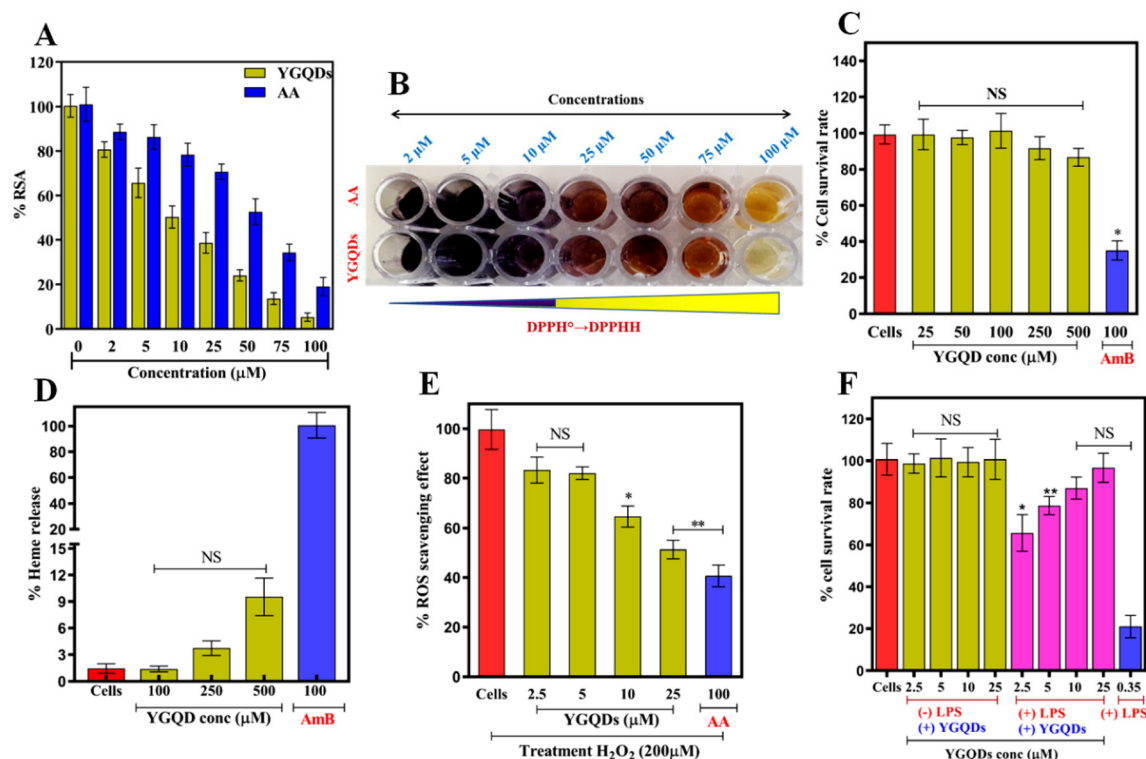 A
120
100
80
60
40
20
0
% RSA
YGQDs
AA
0 2 5 10 25 50 75 100
Concentration (μM)
B
Concentrations
2 μM 5 μM 10 μM 25 μM 50 μM 75 μM 100 μM
AA
YGQDs
DPPH°→DPPHH
C
140
120
100
80
60
40
20
0
% Cell survival rate
NS
*
Cells 25 50 100 250 500 100
YGQD conc (μM) AmB
D
100
80
60
40
20
12
9
6
3
0
% Heme release
NS
Cells 100 250 500 100
YGQD conc (μM) AmB
E
100
80
60
40
20
0
% ROS scavenging effect
NS
*
**
Cells 2.5 5 10 25 100
YGQDs (μM) AA
Treatment H₂O₂ (200μM)
F
120
100
80
60
40
20
0
% cell survival rate
NS
NS
*
**
Cells 2.5 5 10 25 2.5 5 10 25 0.35
(-) LPS (+) LPS (+) LPS
(+) YGQDs (+) YGQDs
YGQDs conc (μM)